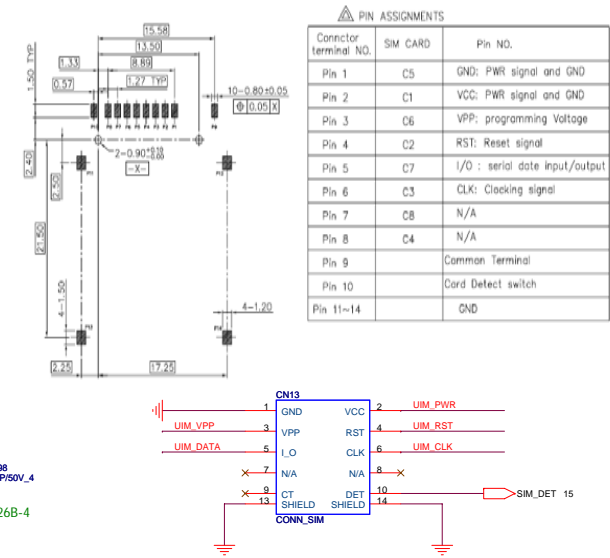 PIN ASSIGNMENTS
Connctor terminal NO. SIM CARD Pin NO.
Pin 1 C5 GND: PWR signal and GND
Pin 2 C1 VCC: PWR signal and GND
Pin 3 C6 VPP: programming Voltage
Pin 4 C2 RST: Reset signal
Pin 5 C7 I/O : serial date input/output
Pin 6 C3 CLK: Clocking signal
Pin 7 C8 N/A
Pin 8 C4 N/A
Pin 9 Common Terminal
Pin 10 Card Detect switch
Pin 11~14 GND
15.58
13.50
1.33 8.89
1.27 TYP
0.57
1.50 TYP
10-0.80±0.05
0.05 X
2-0.90+0.10 -0.00
-X-
2.40
2.50
21.50
4-1.50
4-1.20
2.25 17.25
CN13
1 GND VCC 2 UIM_PWR
UIM_VPP 3 VPP RST 4 UIM_RST
UIM_DATA 5 I_O CLK 6 UIM_CLK
7 N/A N/A 8
9 CT DET 10 SIM_DET 15
13 SHIELD SHIELD 14
CONN_SIM
98
P/50V_4
26B-4